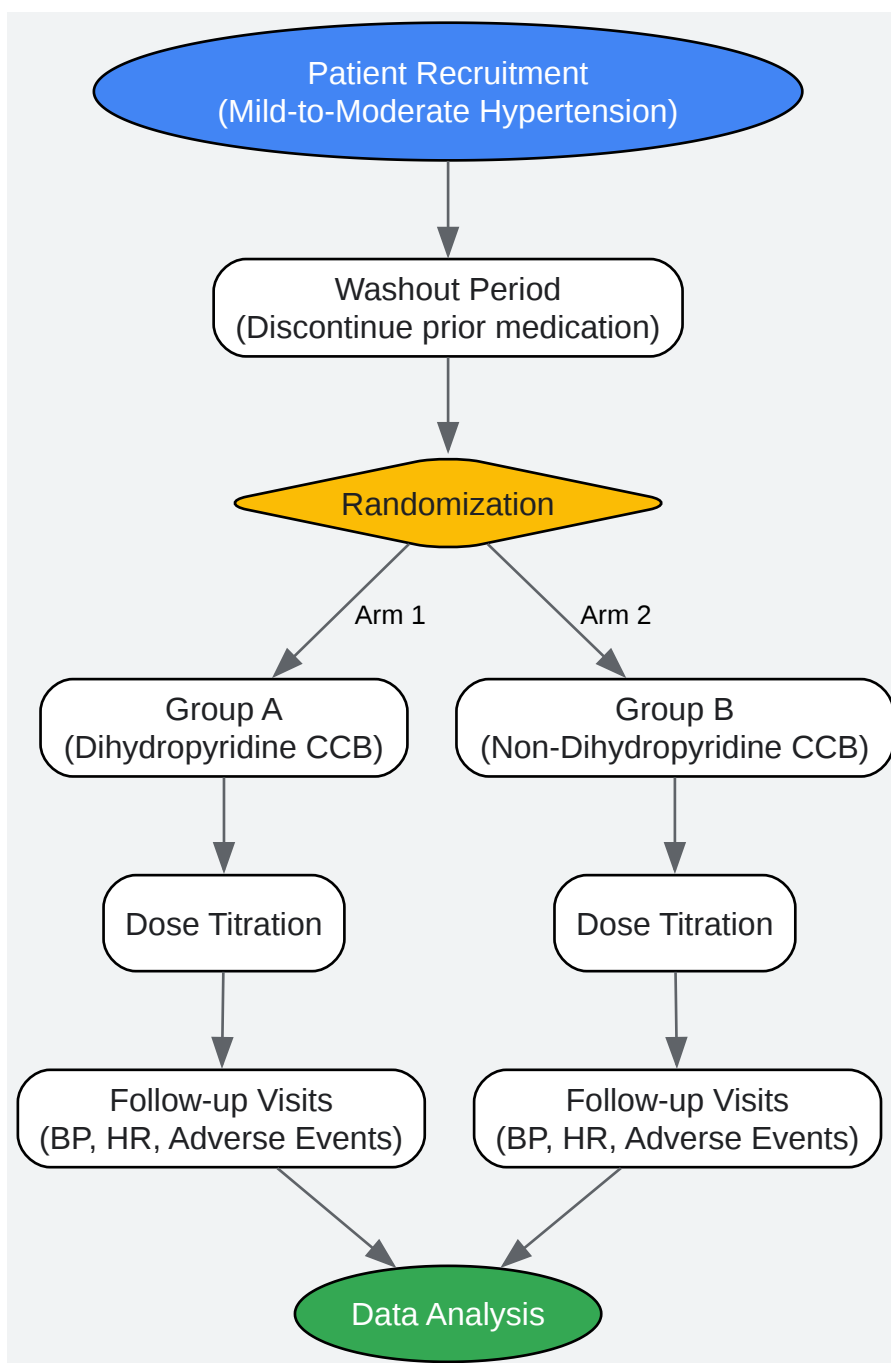 Patient Recruitment
(Mild-to-Moderate Hypertension)
Washout Period
(Discontinue prior medication)
Randomization
Arm 1
Arm 2
Group A
(Dihydropyridine CCB)
Group B
(Non-Dihydropyridine CCB)
Dose Titration
Dose Titration
Follow-up Visits
(BP, HR, Adverse Events)
Follow-up Visits
(BP, HR, Adverse Events)
Data Analysis